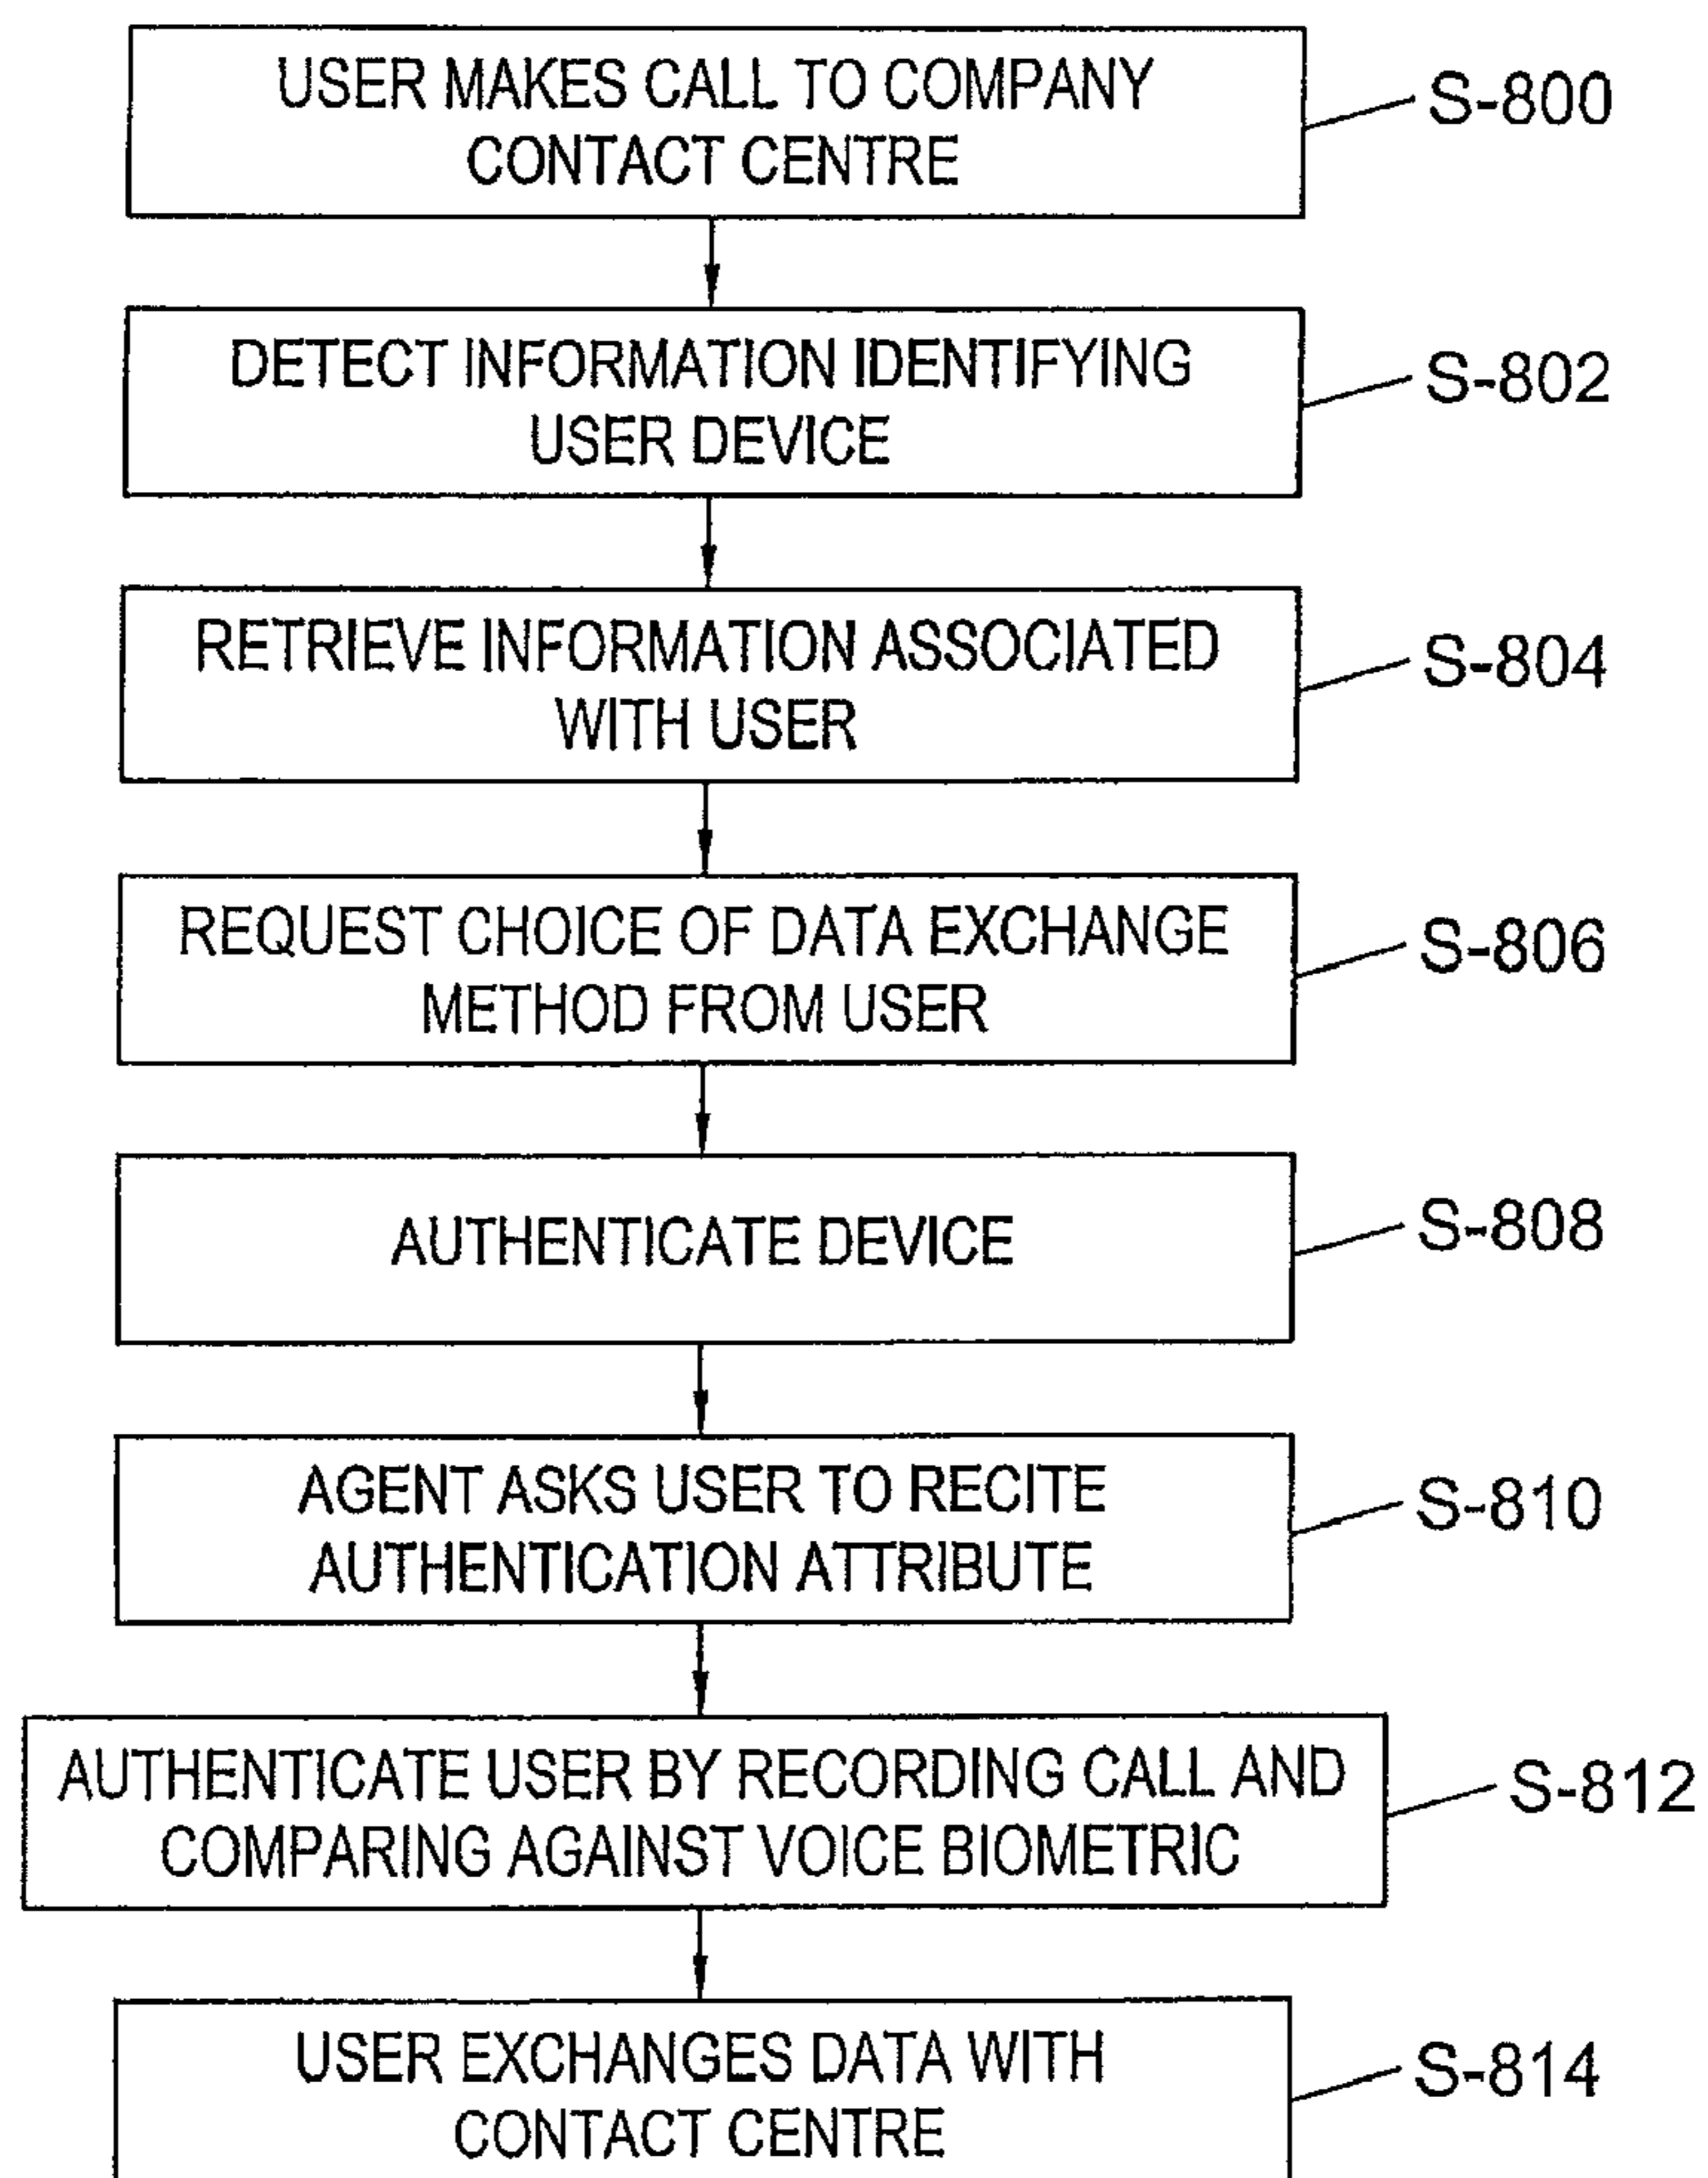 USER MAKES CALL TO COMPANY
CONTACT CENTRE
S-800
DETECT INFORMATION IDENTIFYING
USER DEVICE
S-802
RETRIEVE INFORMATION ASSOCIATED
WITH USER
S-804
REQUEST CHOICE OF DATA EXCHANGE
METHOD FROM USER
S-806
AUTHENTICATE DEVICE
S-808
AGENT ASKS USER TO RECITE
AUTHENTICATION ATTRIBUTE
S-810
AUTHENTICATE USER BY RECORDING CALL AND
COMPARING AGAINST VOICE BIOMETRIC
S-812
USER EXCHANGES DATA WITH
CONTACT CENTRE
S-814